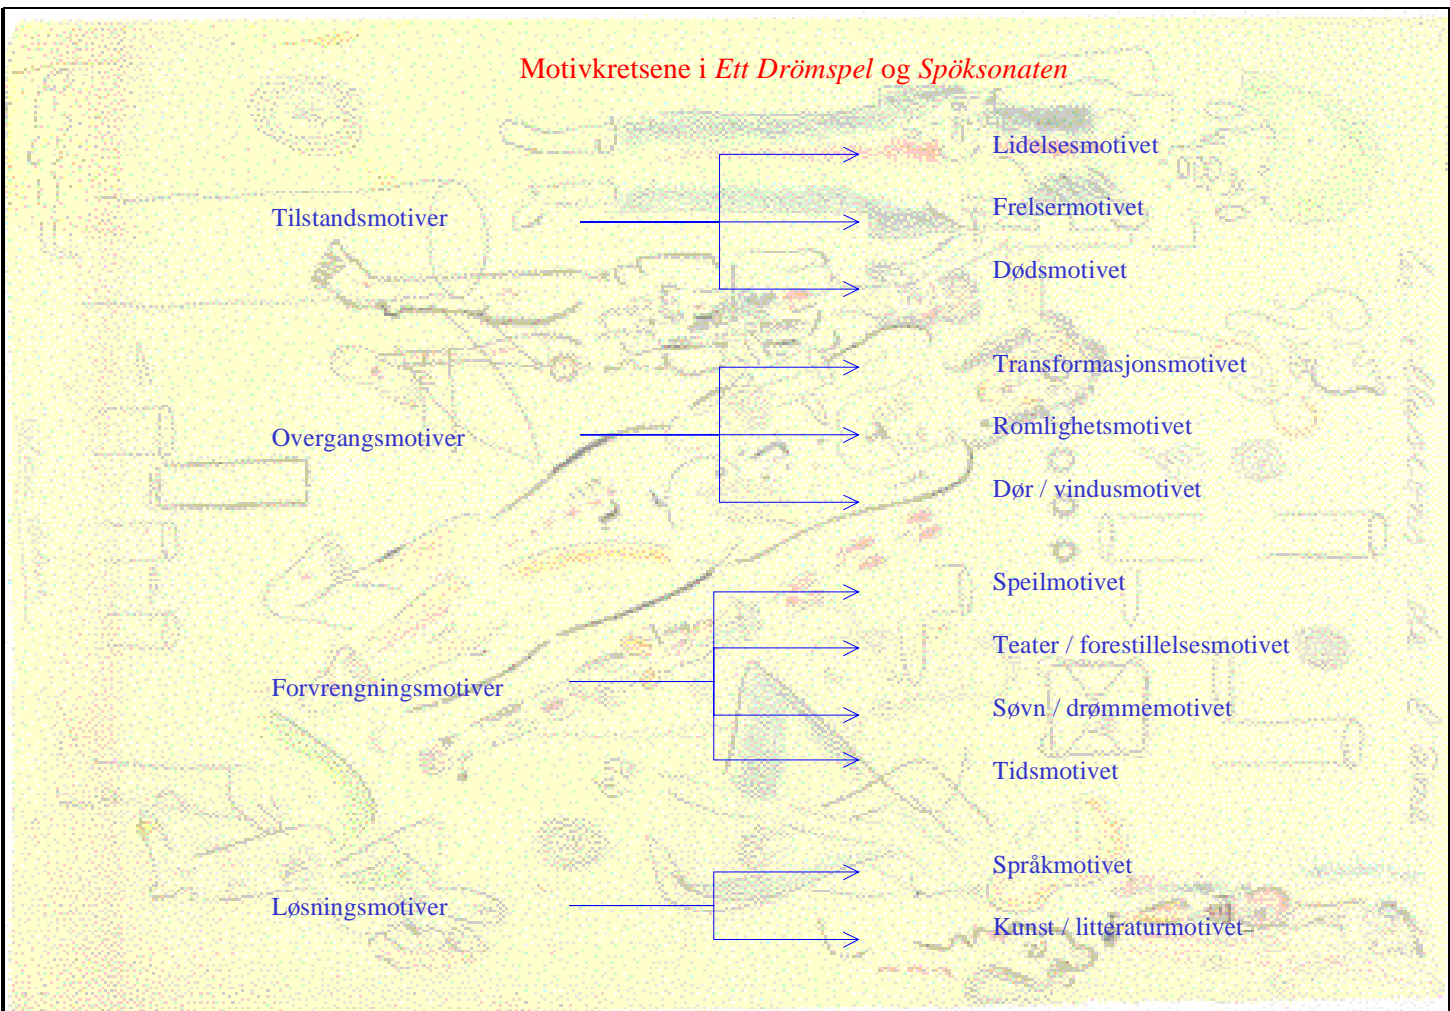 Motivkretsene i Ett Drömspel og Spöksonaten
Tilstandsmotiver
Lidelsesmotivet
Frelsermotivet
Dødsmotivet
Overgangsmotiver
Transformasjonsmotivet
Romlighetsmotivet
Dør / vindusmotivet
Forvrengningsmotiver
Speilmotivet
Teater / forestillelsesmotivet
Søvn / drømmemotivet
Tidsmotivet
Løsningsmotiver
Språkmotivet
Kunst / litteraturmotivet